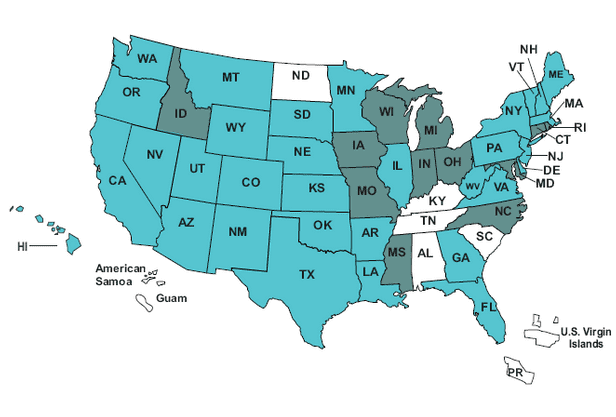 NH
VT
WA
ME
MT
ND
OR
MN
MA
ID
SD
WI
NY
RI
WY
MI
CT
PA
NJ
NE
IA
NV
UT
IL
IN
OH
DE
CO
CA
MD
KS
MO
WV
VA
KY
NC
AZ
OK
TN
NM
AR
SC
HI
MS
AL
GA
TX
LA
American
Samoa
Guam
FL
U.S. Virgin
Islands
PR